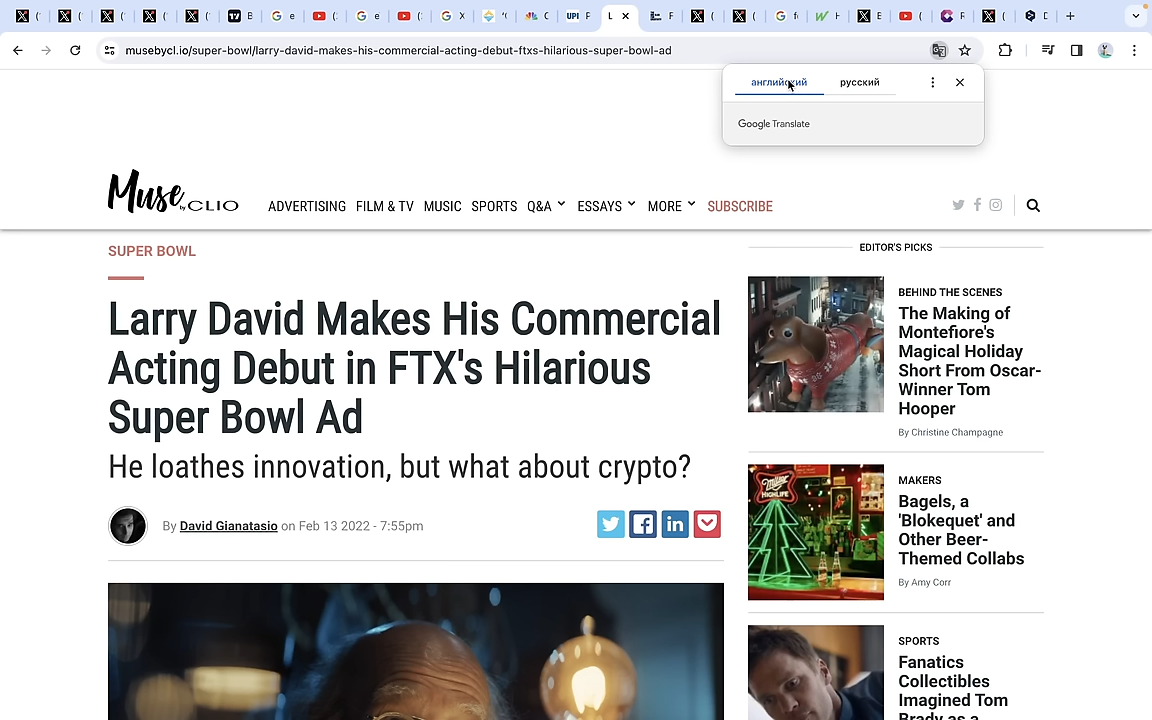 musebycl.io/super-bowl/larry-david-makes-his-commercial-acting-debut-ftxs-hilarious-super-bowl-ad
английский
русский
Google Translate
Muse by CLIO
ADVERTISING FILM & TV MUSIC SPORTS Q&A ESSAYS MORE SUBSCRIBE
SUPER BOWL
Larry David Makes His Commercial
Acting Debut in FTX's Hilarious
Super Bowl Ad
He loathes innovation, but what about crypto?
By David Gianatasio on Feb 13 2022 - 7:55pm
EDITOR'S PICKS
BEHIND THE SCENES
The Making of
Montefiore's
Magical Holiday
Short From Oscar-
Winner Tom
Hooper
By Christine Champagne
MAKERS
Bagels, a
'Blokequet' and
Other Beer-
Themed Collabs
By Amy Corr
SPORTS
Fanatics
Collectibles
Imagined Tom
Brady as a